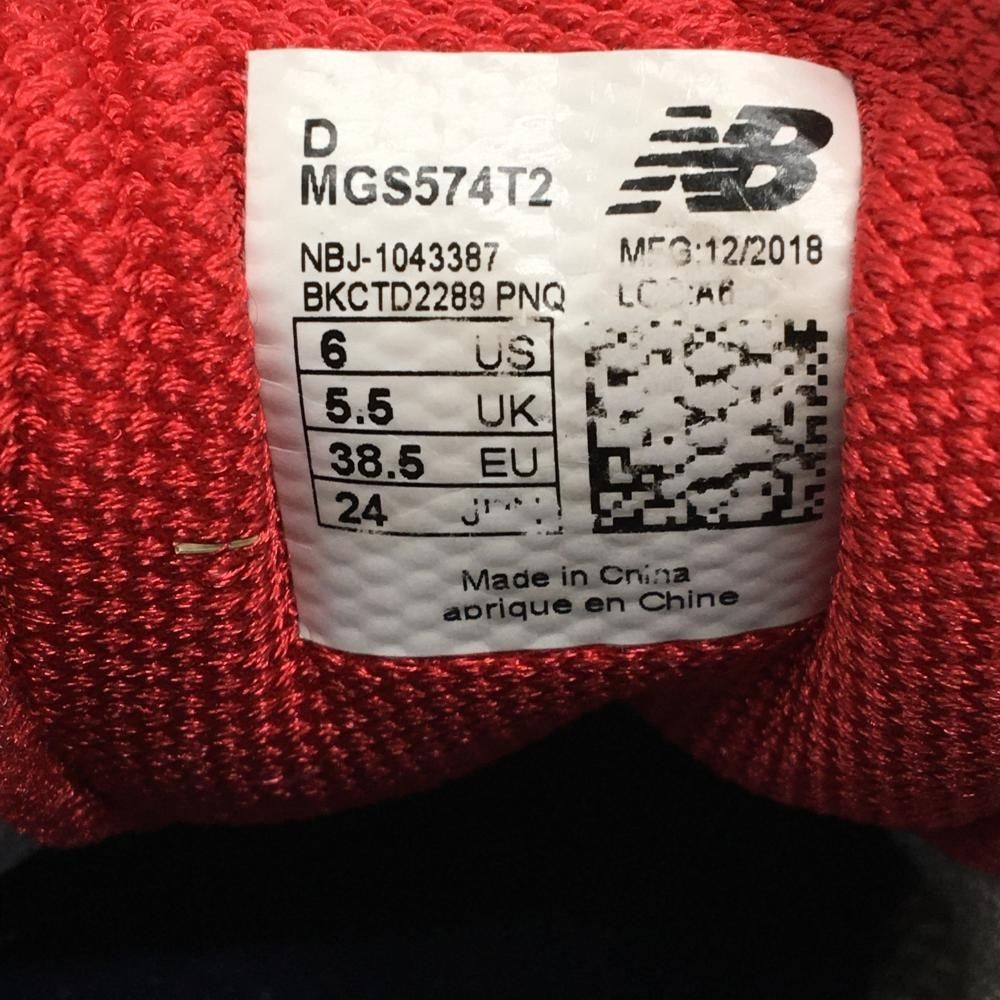 D
MGS574T2
NB
NBJ-1043387
BKCTD2289 PNQ
MFG:12/2018
6 US
5.5 UK
38.5 EU
24
Made in China
abrique en Chine